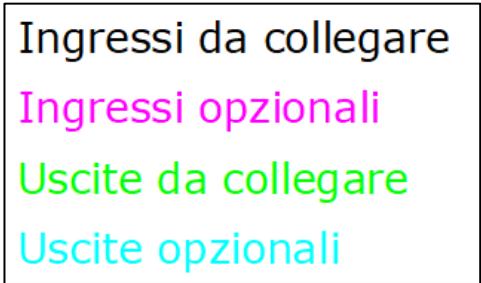 Ingressi da collegare
Ingressi opzionali
Uscite da collegare
Uscite opzionali